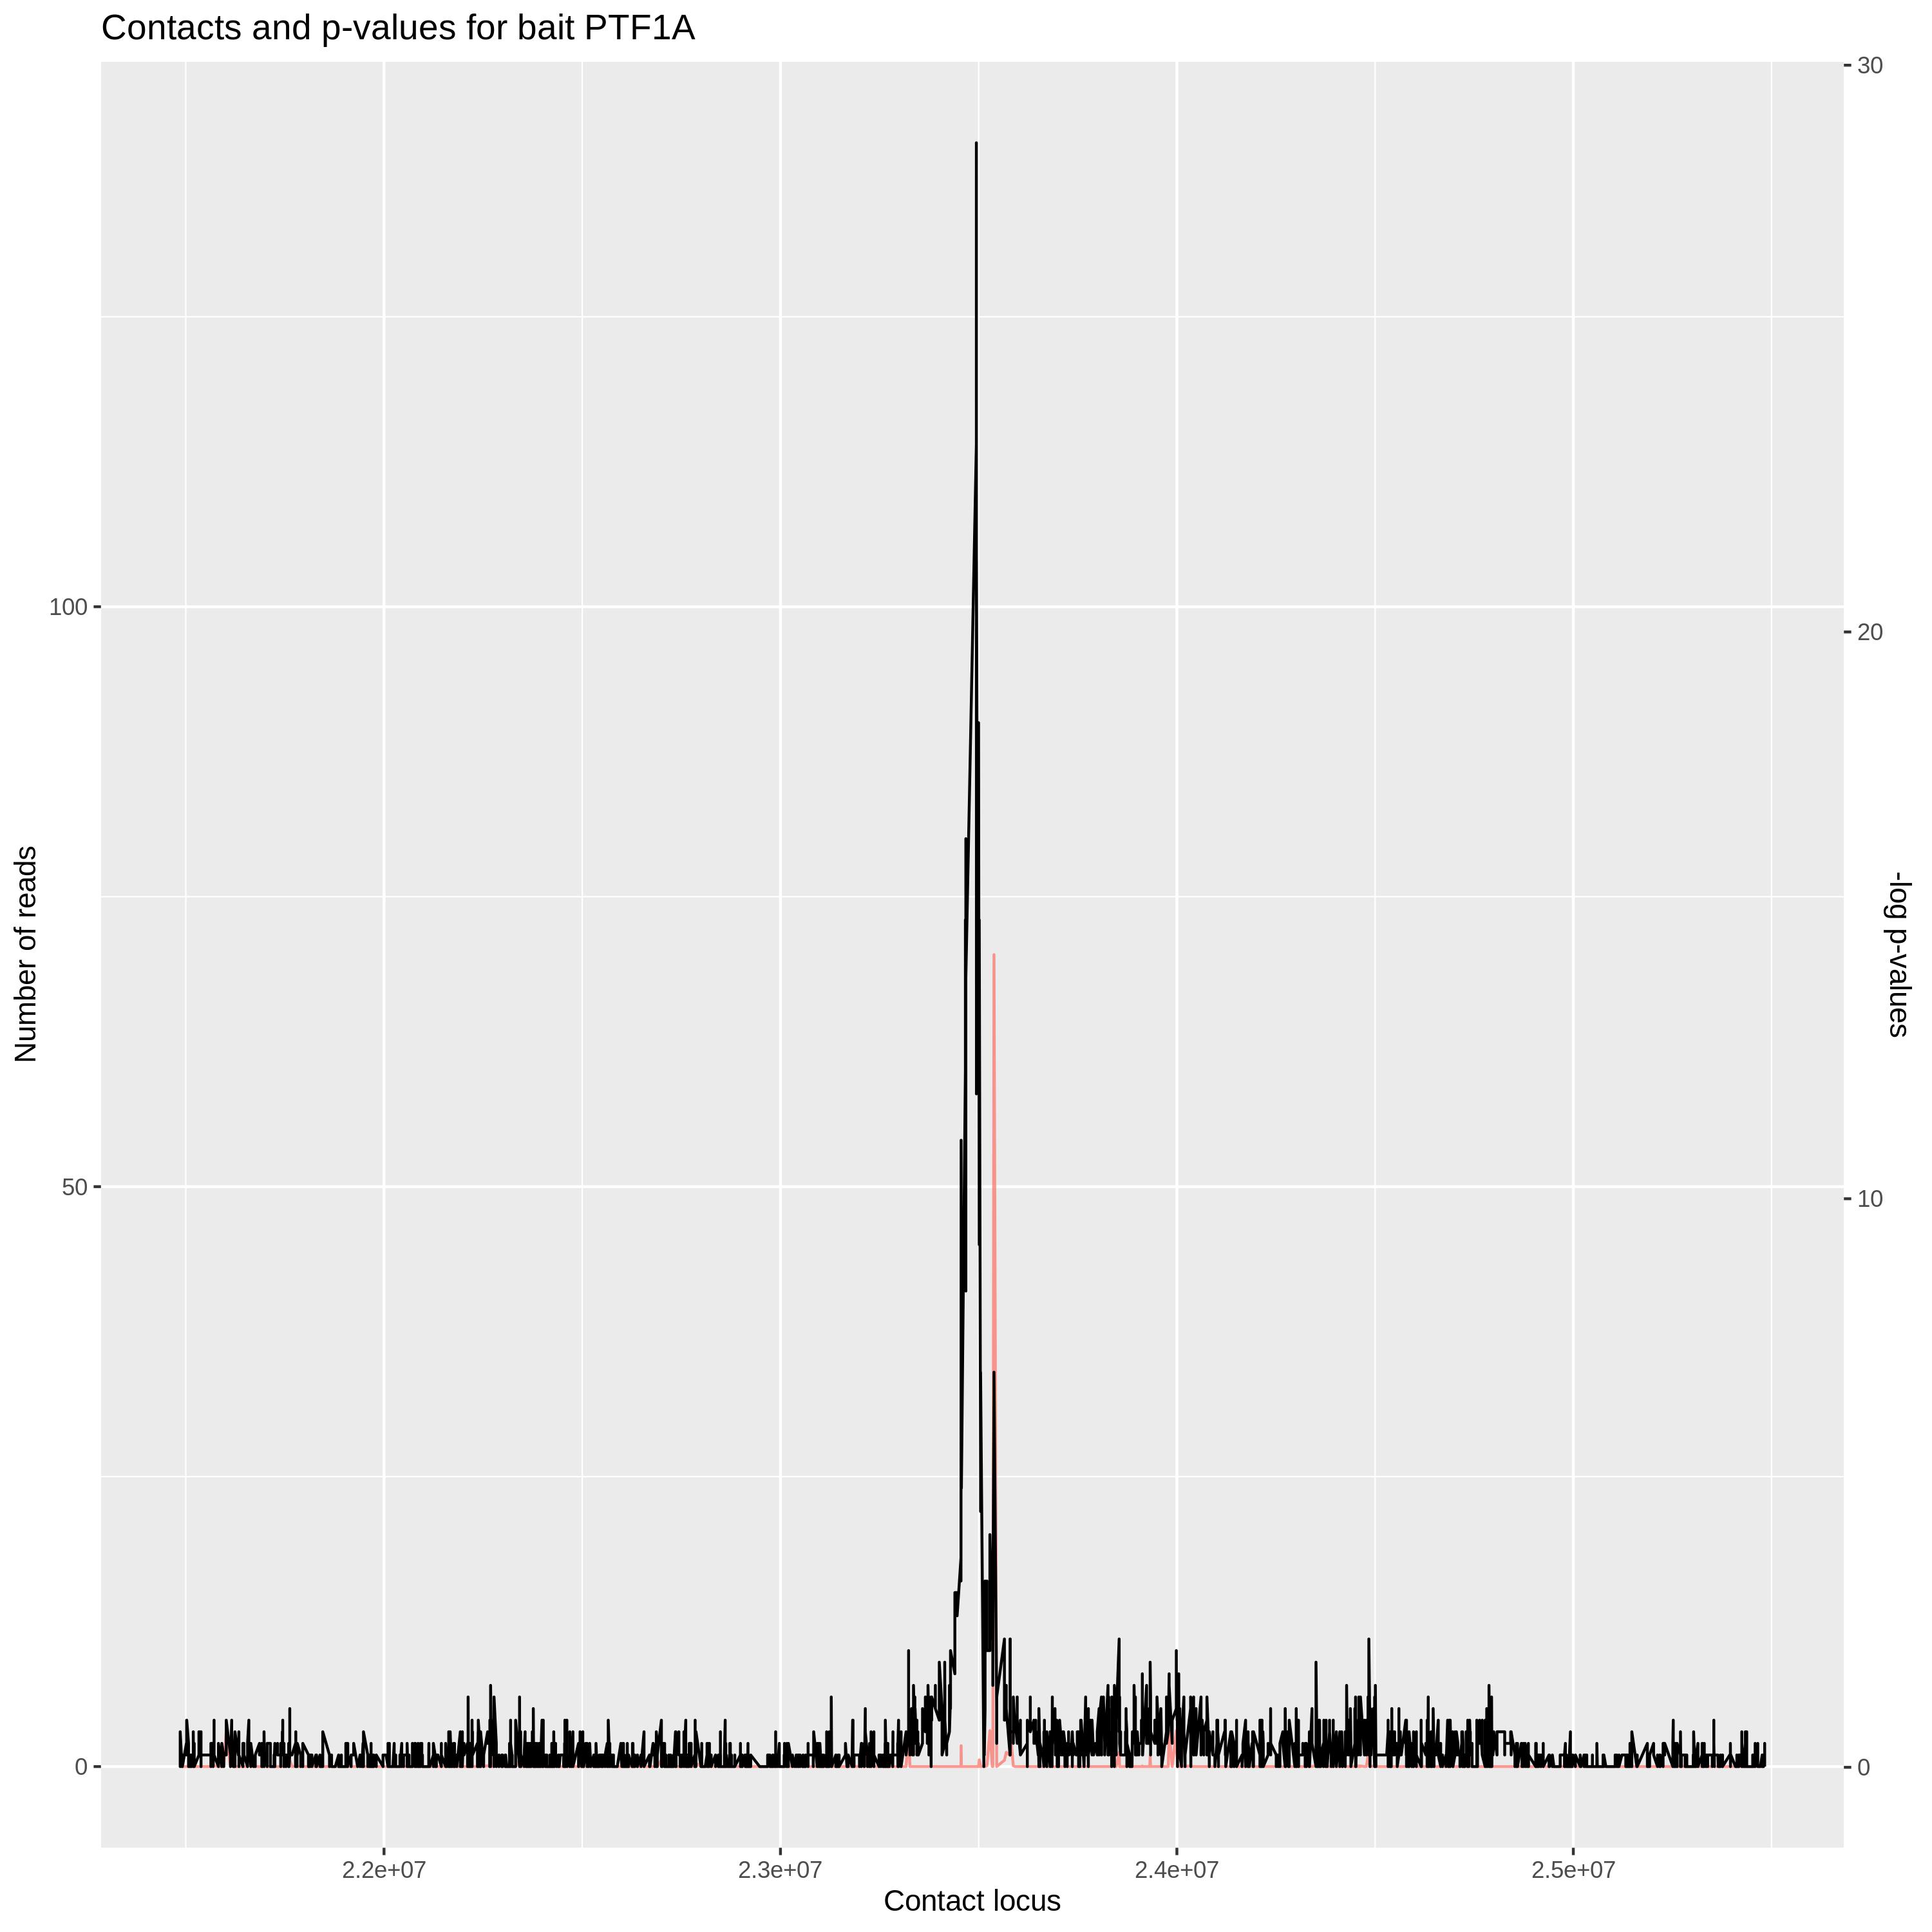 Contacts and p-values for bait PTF1A
30
100
20
Number of reads
-log p-values
50
10
0
0
2.2e+07
2.3e+07
2.4e+07
2.5e+07
Contact locus